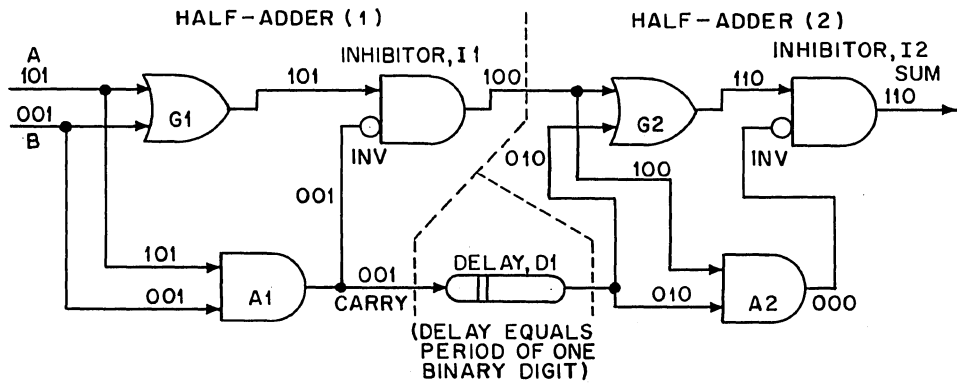 HALF-ADDER (1)
HALF-ADDER (2)
INHIBITOR, I1
INHIBITOR, I2
A
101
001
B
G1
101
INV
100
G2
110
INV
SUM
110
010
100
001
101
001
A1
001
CARRY
DELAY, D1
010
A2
000
(DELAY EQUALS
PERIOD OF ONE
BINARY DIGIT)